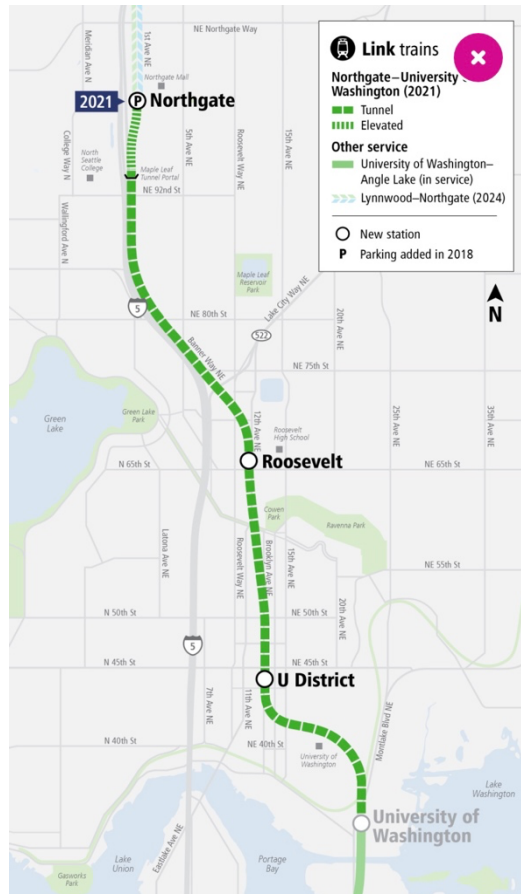 NE Northgate Way
Meridian Ave N
1st Ave NE
Northgate Mall
2021
P
Northgate
College Way N
North
Seattle
College
5th Ave NE
Roosevelt Way NE
15th Ave NE
Maple Leaf
Tunnel Portal
NE 92nd St
Wallingford Ave N
Maple Leaf
Reservoir
Park
Lake City Way NE
5
NE 80th St
20th Ave NE
522
Banner Way NE
NE 75th St
Green
Lake
Green Lake
Park
12th Ave NE
Roosevelt
High School
25th Ave NE
35th Ave NE
Roosevelt
N 65th St
NE 65th St
Cowen
Park
Ravenna Park
Latona Ave NE
Roosevelt Way NE
Brooklyn Ave NE
15th Ave NE
NE 55th St
20th Ave NE
N 50th St
NE 50th St
5
N 45th St
NE 45th St
U District
7th Ave NE
11th Ave NE
Montlake Blvd NE
N 40th St
NE 40th St
University of
Washington
University of
Washington
Lake
Washington
Eastlake Ave NE
Lake
Union
Portage
Bay
Gasworks
Park
Link trains
Northgate–University
Washington (2021)
Tunnel
Elevated
Other service
University of Washington–
Angle Lake (in service)
Lynnwood–Northgate (2024)
New station
P Parking added in 2018
N